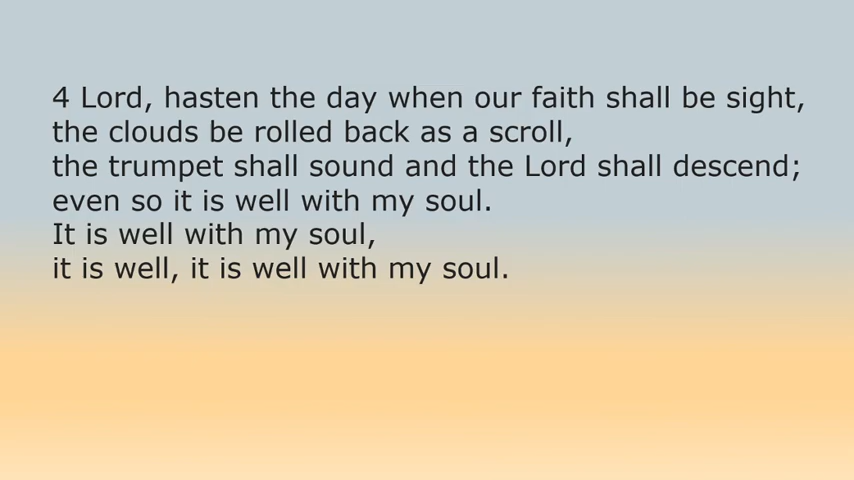 4 Lord, hasten the day when our faith shall be sight,
the clouds be rolled back as a scroll,
the trumpet shall sound and the Lord shall descend;
even so it is well with my soul.
It is well with my soul,
it is well, it is well with my soul.